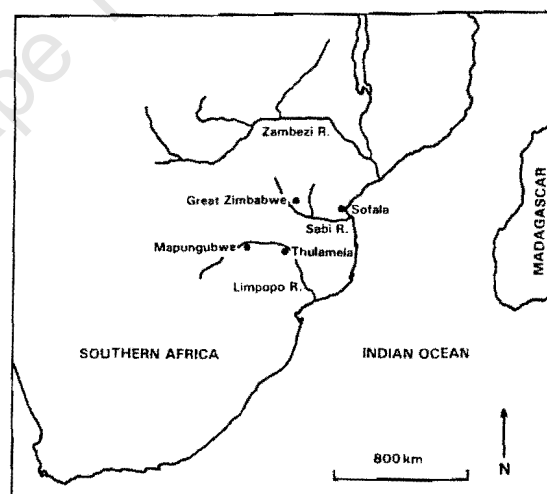 Zambezi R.
Great Zimbabwe
Sofala
Sabi R.
Mapungubwe
Thulamela
Limpopo R.
MADAGASCAR
SOUTHERN AFRICA
INDIAN OCEAN
800 km
N